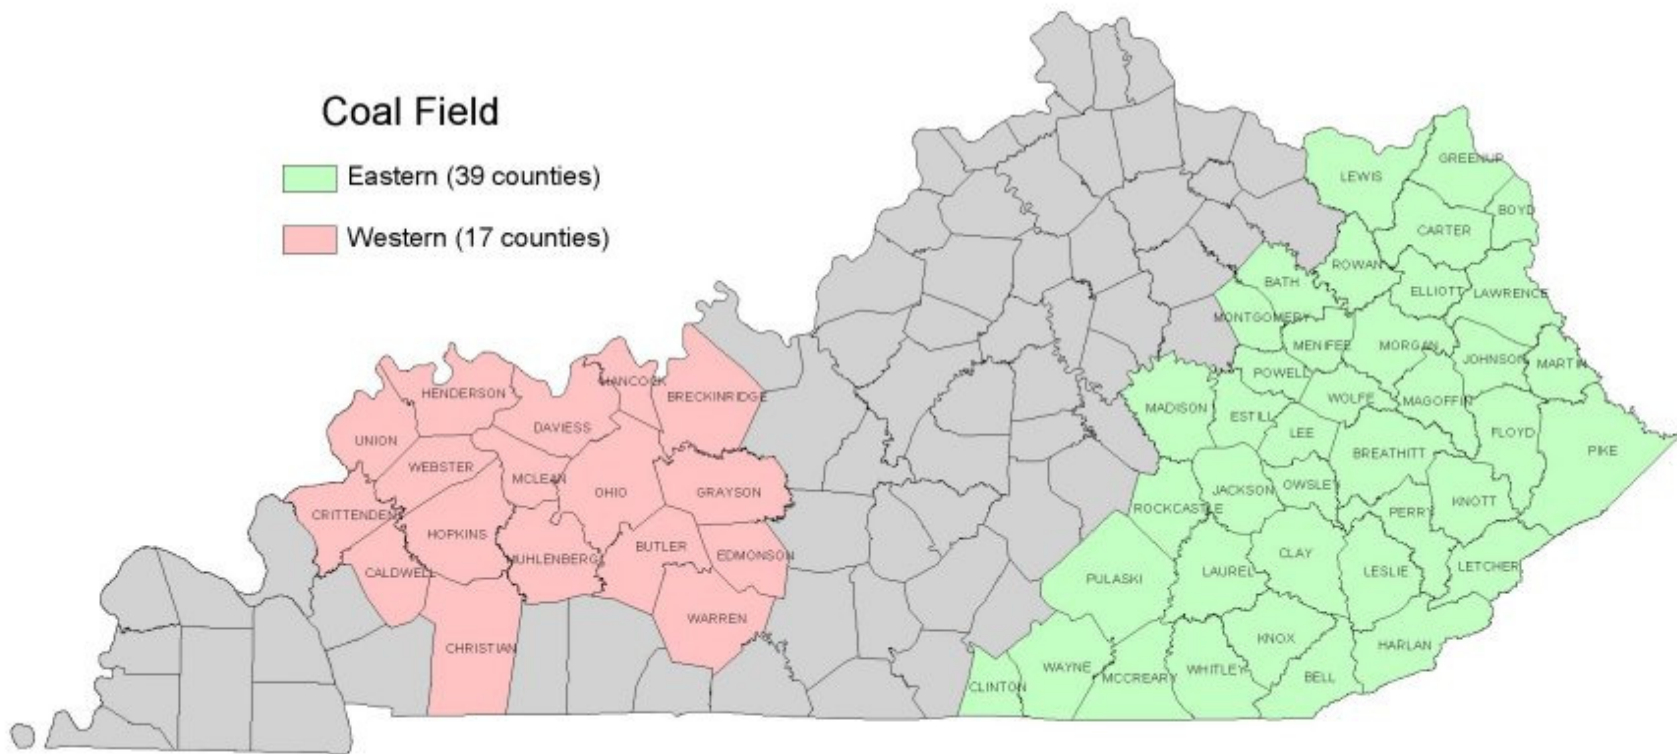 Coal Field
Eastern (39 counties)
Western (17 counties)
GREENUP
LEWIS
BOYD
CARTER
ROWAN
BATH
ELLIOTT
LAWRENCE
MONTGOMERY
MENIFEE
MORGAN
JOHNSON
MARTIN
POWELL
HENDERSON
HANCOCK
BRECKINRIDGE
WOLFE
MAGOFFIN
MADISON
ESTILL
DAVIESS
LEE
FLOYD
UNION
BREATHITT
PIKE
WEBSTER
MCLEAN
OHIO
GRAYSON
JACKSON
OWSLEY
KNOTT
CRITTENDEN
ROCKCASTLE
PERRY
HOPKINS
BUTLER
EDMONSON
MUHLENBERG
CLAY
CALDWELL
PULASKI
LAUREL
LESLIE
LETCHER
WARREN
KNOX
HARLAN
CHRISTIAN
WAYNE
WHITLEY
MCCREARY
BELL
CLINTON